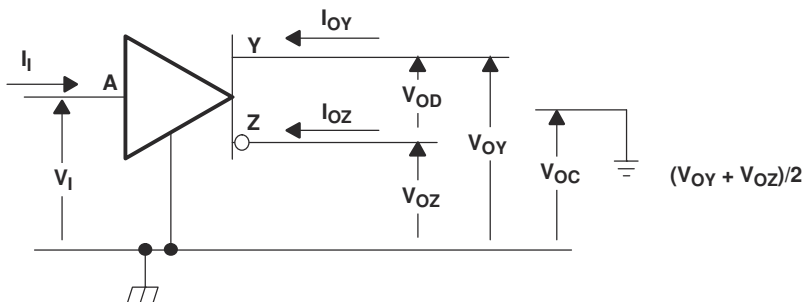 I_OY
I_I
A
Y
V_OD
Z
I_OZ
V_OY
V_I
V_OZ
V_OC
(V_OY + V_OZ)/2